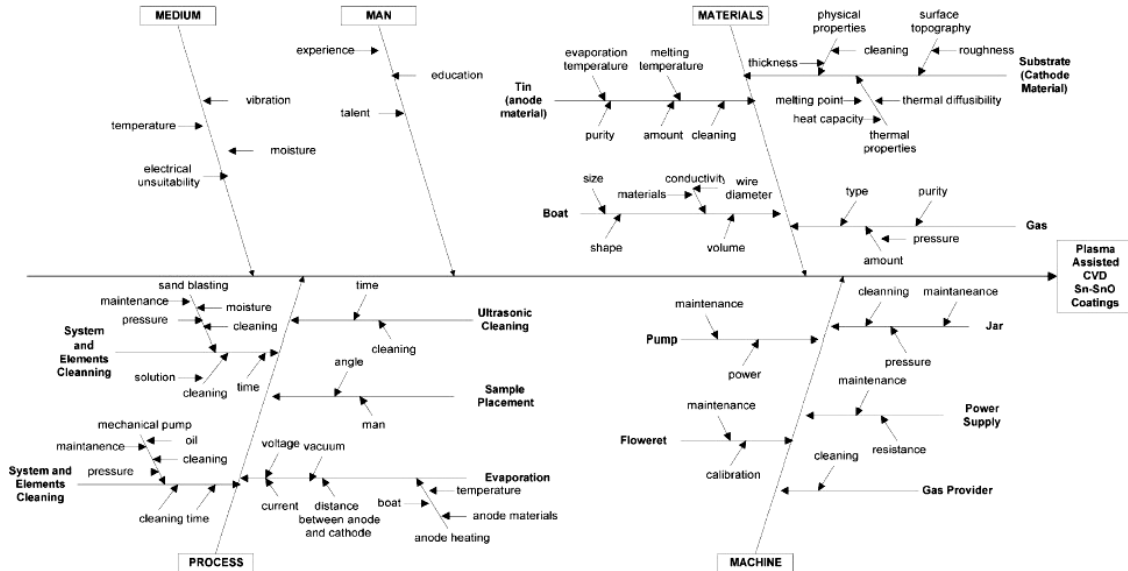 MEDIUM
MAN
MATERIALS
experience
education
talent
vibration
temperature
moisture
electrical
unsuitability
physical
properties
surface
topography
cleaning
roughness
thickness
Substrate
(Cathode
Material)
evaporation
temperature
melting
temperature
Tin
(anode
material)
purity
amount
cleaning
melting point
thermal diffusibility
heat capacity
thermal
properties
size
materials
conductivity
wire
diameter
Boat
shape
volume
type
purity
Gas
pressure
amount
Plasma
Assisted
CVD
Sn-SnO
Coatings
sand blasting
maintenence
moisture
pressure
cleaning
System
and
Elements
Cleanning
solution
cleaning
time
time
Ultrasonic
Cleaning
cleaning
angle
Sample
Placement
man
mechanical pump
oil
maintanence
cleaning
pressure
System and
Elements
Cleaning
cleaning time
voltage
vacuum
Evaporation
current
distance
between anode
and cathode
temperature
boat
anode materials
anode heating
maintenance
Pump
power
cleanning
maintaneance
Jar
pressure
maintenance
Power
Supply
resistance
maintenance
Floweret
calibration
cleaning
Gas Provider
PROCESS
MACHINE